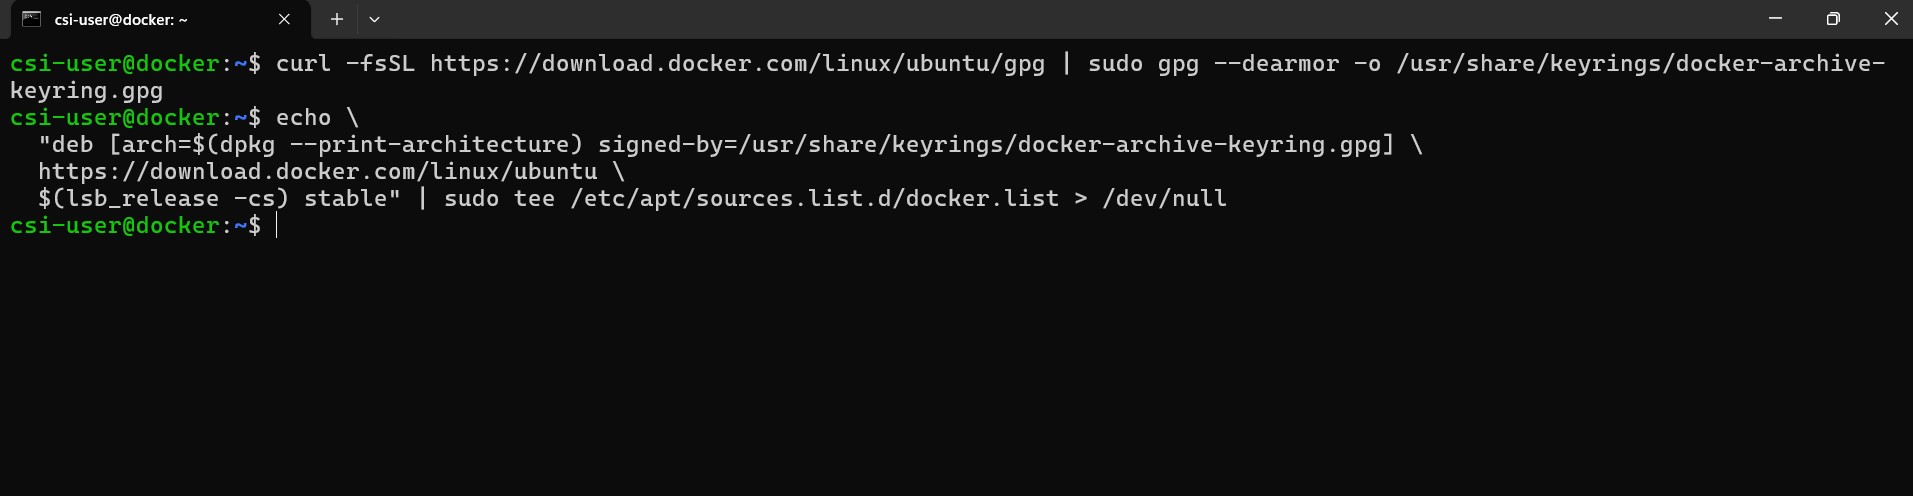 csi-user@docker: ~
csi-user@docker:~$ curl -fsSL https://download.docker.com/linux/ubuntu/gpg | sudo gpg --dearmor -o /usr/share/keyrings/docker-archive-
keyring.gpg
csi-user@docker:~$ echo \
  "deb [arch=$(dpkg --print-architecture) signed-by=/usr/share/keyrings/docker-archive-keyring.gpg] \
  https://download.docker.com/linux/ubuntu \
  $(lsb_release -cs) stable" | sudo tee /etc/apt/sources.list.d/docker.list > /dev/null
csi-user@docker:~$